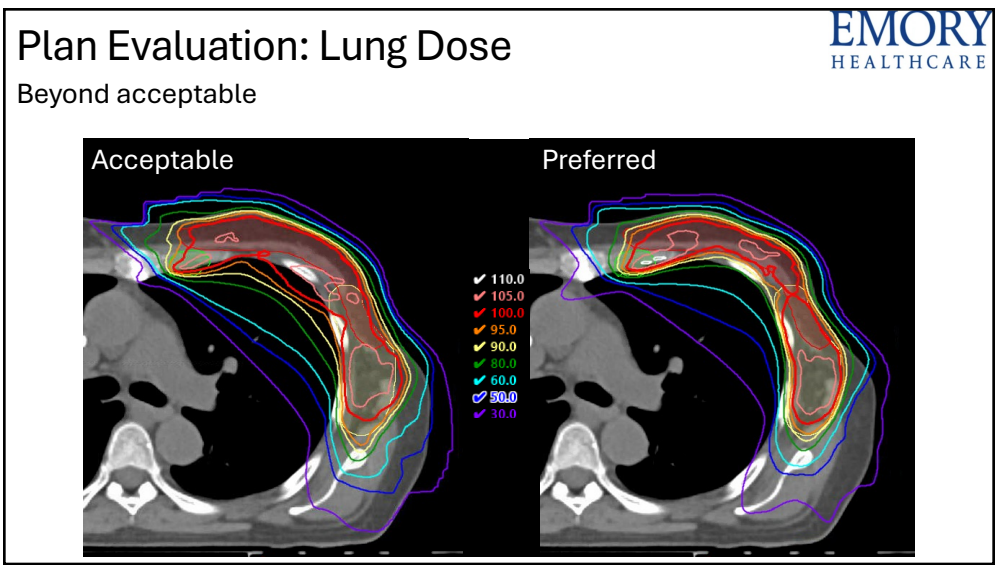 Plan Evaluation: Lung Dose
EMORY
HEALTHCARE
Beyond acceptable
Acceptable
Preferred
✔ 110.0
✔ 105.0
✔ 100.0
✔ 95.0
✔ 90.0
✔ 80.0
✔ 60.0
✔ 50.0
✔ 30.0